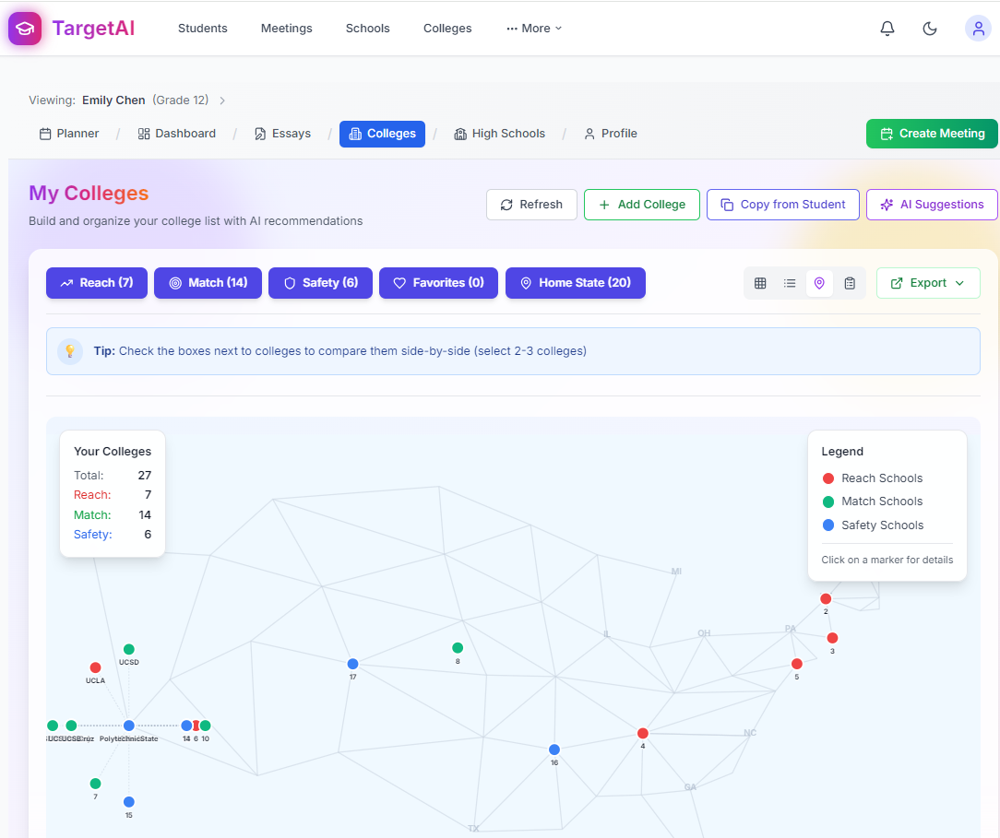 TargetAI
Students Meetings Schools Colleges ••• More
Viewing: Emily Chen (Grade 12)
Planner / Dashboard / Essays / Colleges / High Schools / Profile
Create Meeting
My Colleges
Build and organize your college list with AI recommendations
Refresh
Add College
Copy from Student
AI Suggestions
Reach (7)
Match (14)
Safety (6)
Favorites (0)
Home State (20)
Export
Tip: Check the boxes next to colleges to compare them side-by-side (select 2-3 colleges)
Your Colleges
Total: 27
Reach: 7
Match: 14
Safety: 6
Legend
Reach Schools
Match Schools
Safety Schools
Click on a marker for details
MI
2
IL
OH
PA
3
UCSD
8
17
5
UCLA
14 6 10
NC
4
16
GA
7
15
TX